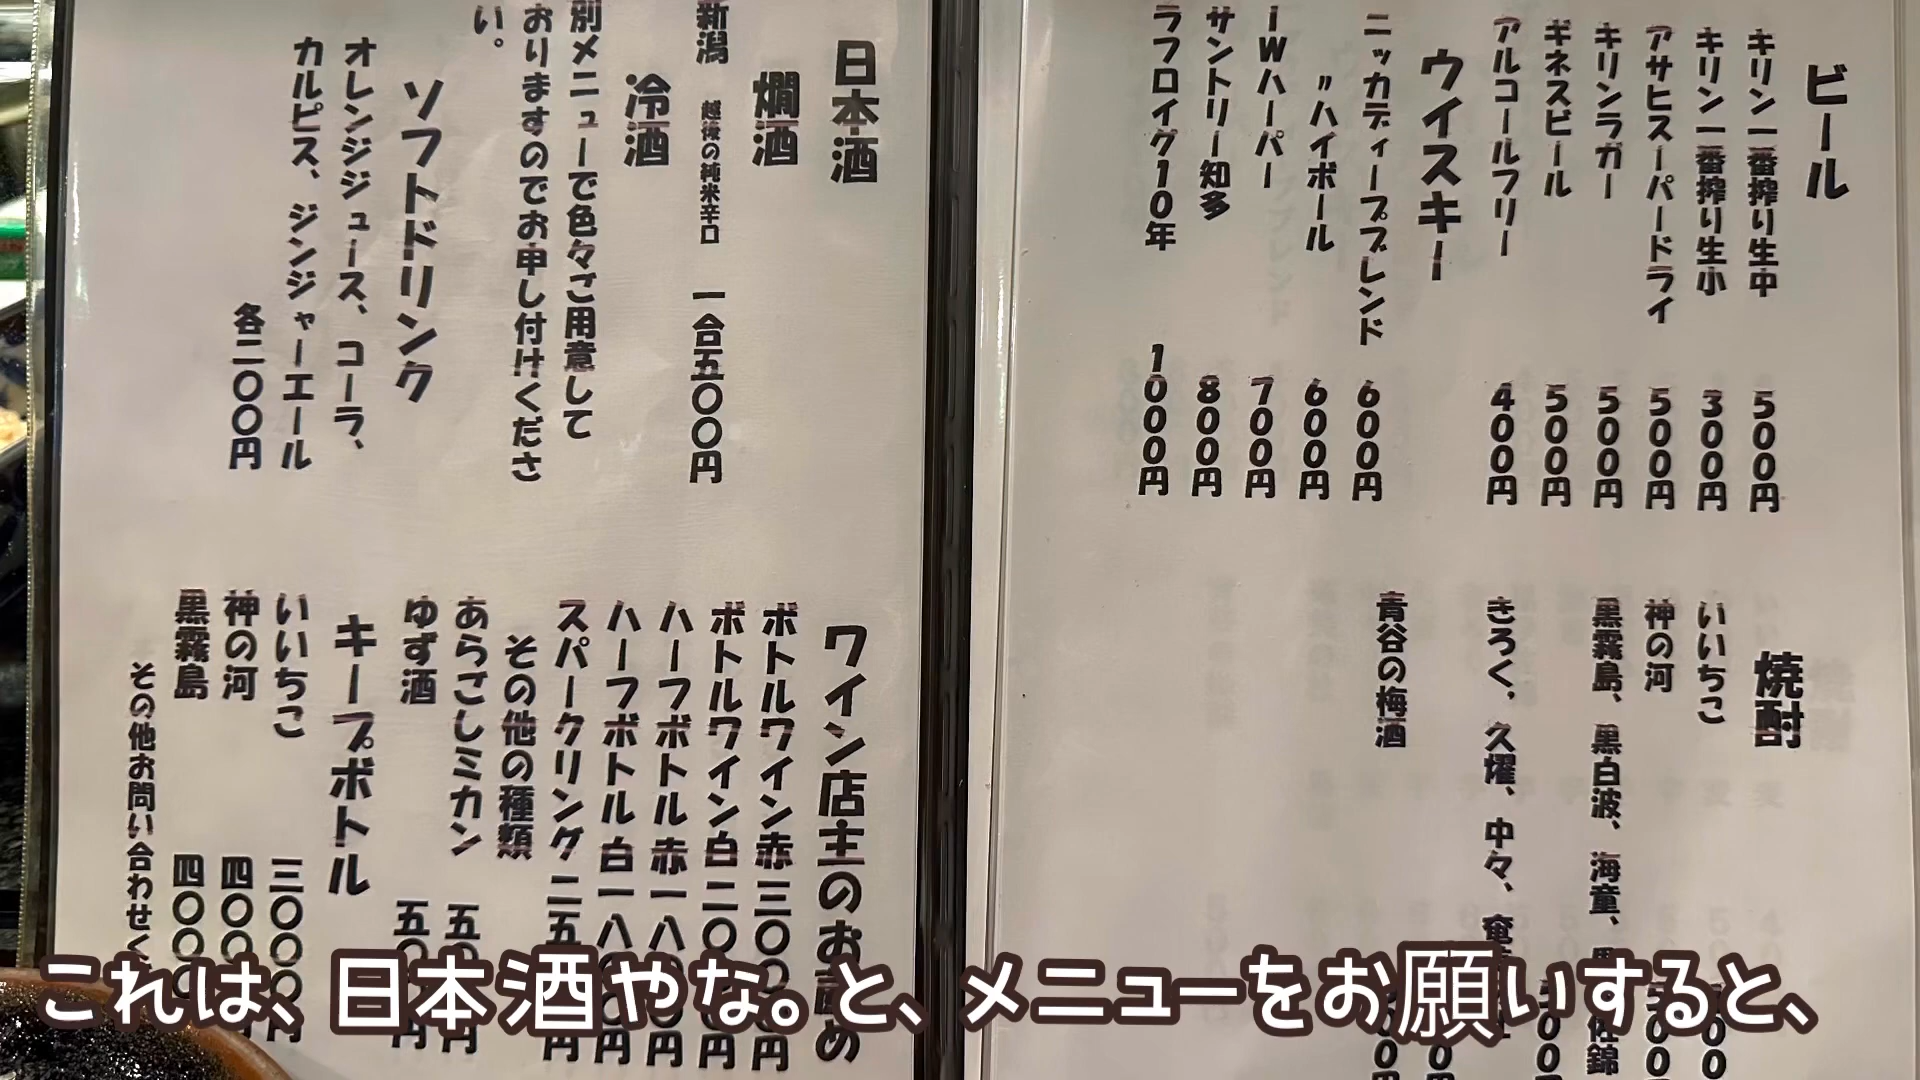 ビール
キリン一番搾り生中 500円
キリン一番搾り生小 300円
アサヒスーパードライ 500円
キリンラガー 500円
ギネスビール 500円
アルコールフリー 400円
ウイスキー
ニッカディープブレンド 600円
〃ハイボール 600円
IWハーパー 700円
サントリー知多 800円
ラフロイグ10年 1000円
焼酎
いいちこ
神の河
黒霧島、黒白波、海童、
きろく，久耀、中々、
青谷の梅酒
日本酒
燗酒
新潟 越後の純米辛口 一合五〇〇円
冷酒
別メニューで色々ご用意して
おりますのでお申し付けくださ
い。
ソフトドリンク
オレンジジュース、コーラ、
カルピス、ジンジャーエール
各二〇〇円
ワイン店主のお
ボトルワイン赤 三〇〇 円
ボトルワイン白 二〇 円
ハーフボトル 赤 一八 円
ハーフボトル 白 一八 円
スパークリング 二五 円
その他の種類
あらごしミカン 五 円
ゆず酒 五 円
キープボトル
いいちこ 三〇〇〇円
神の河 四〇〇
黒霧島 四〇〇〇
その他お問い合わせく
これは、日本酒やな。と、メニューをお願いすると、